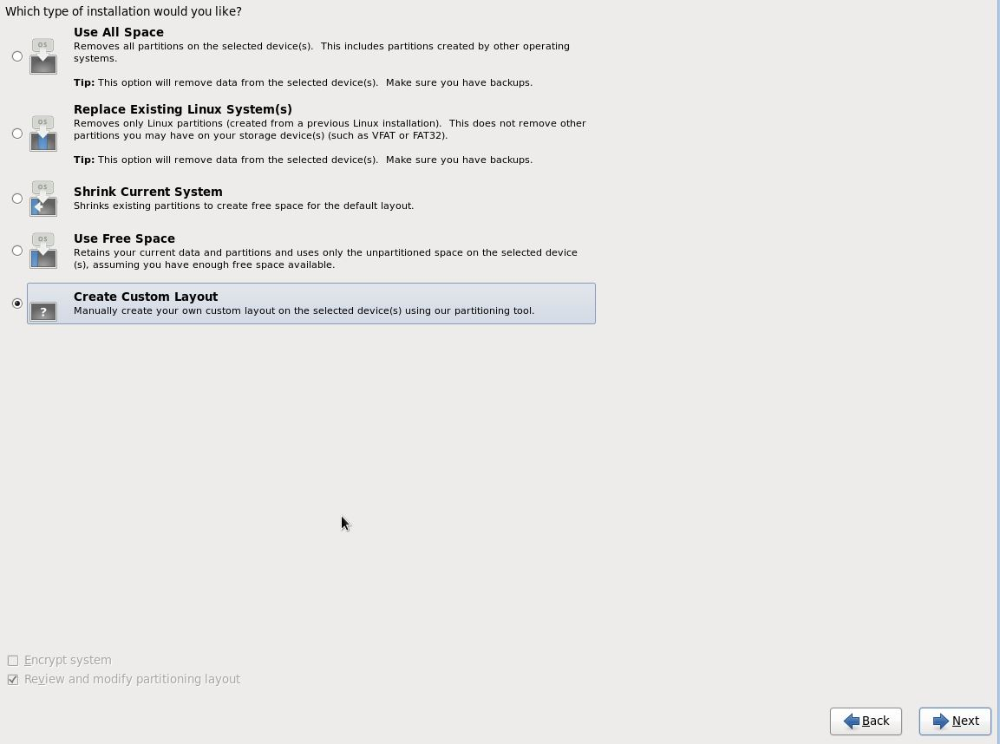 Which type of installation would you like?
OS
Use All Space
Removes all partitions on the selected device(s).  This includes partitions created by other operating
systems.
Tip: This option will remove data from the selected device(s).  Make sure you have backups.
OS
Replace Existing Linux System(s)
Removes only Linux partitions (created from a previous Linux installation).  This does not remove other
partitions you may have on your storage device(s) (such as VFAT or FAT32).
Tip: This option will remove data from the selected device(s).  Make sure you have backups.
OS
Shrink Current System
Shrinks existing partitions to create free space for the default layout.
OS
Use Free Space
Retains your current data and partitions and uses only the unpartitioned space on the selected device
(s), assuming you have enough free space available.
?
Create Custom Layout
Manually create your own custom layout on the selected device(s) using our partitioning tool.
Encrypt system
Review and modify partitioning layout
Back
Next